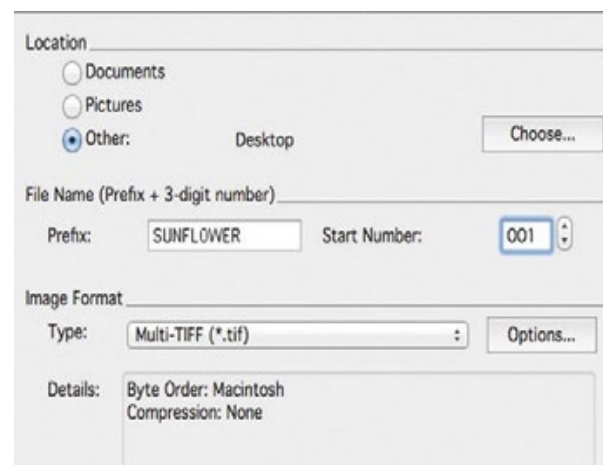 Location
Documents
Pictures
Other: Desktop Choose...
File Name (Prefix + 3-digit number)
Prefix: SUNFLOWER Start Number: 001
Image Format
Type: Multi-TIFF (*.tif) Options...
Details: Byte Order: Macintosh
Compression: None